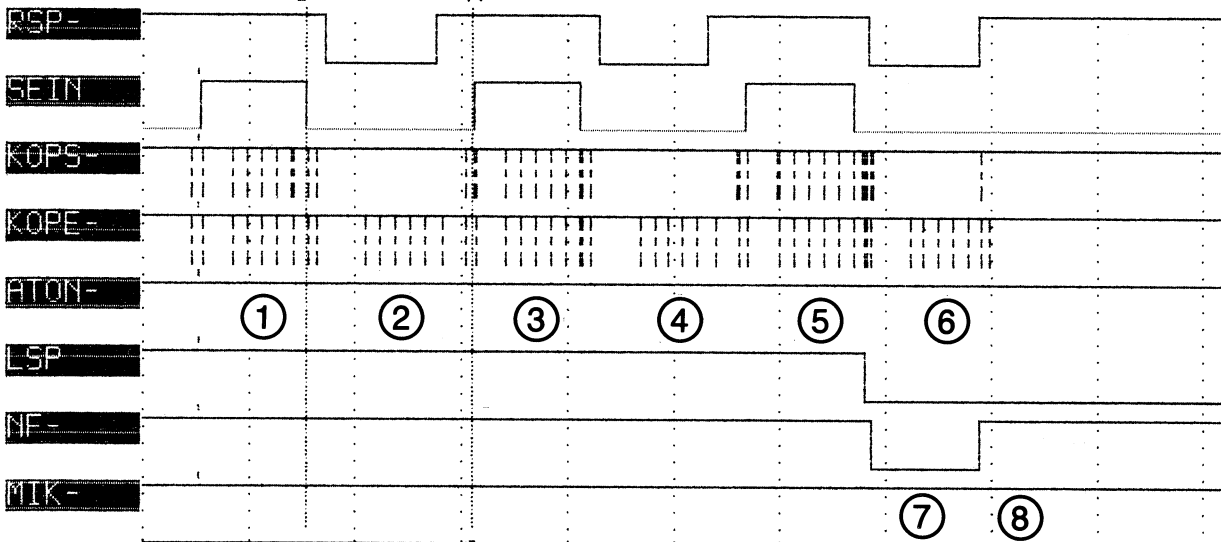 RSP-
SEIN
KOPS-
KOPE-
ATON-
① ② ③ ④ ⑤ ⑥
LSP
NF-
MIK-
⑦ ⑧